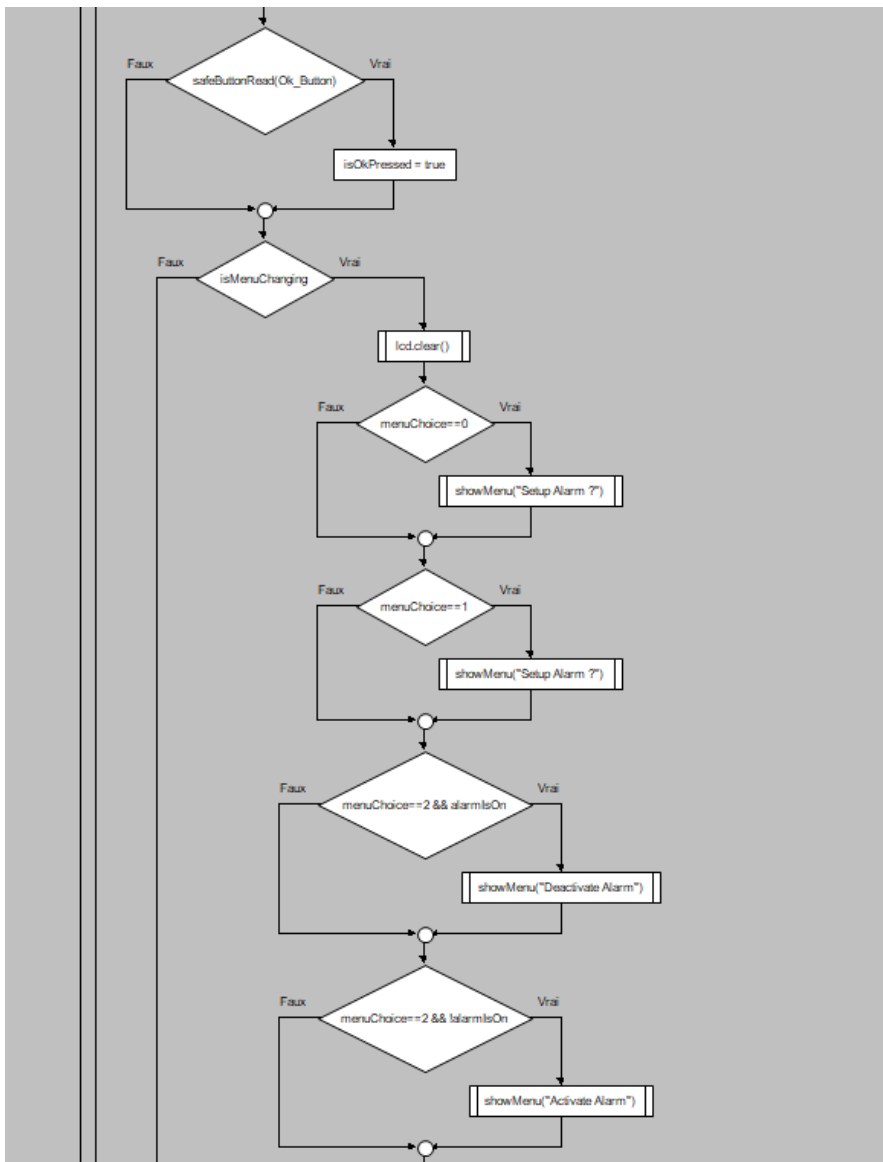 Faux
Vrai
safeButtonRead(Ok_Button)
isOkPressed = true
Faux
Vrai
isMenuChanging
lcd.clear()
Faux
Vrai
menuChoice==0
showMenu("Setup Alarm ?")
Faux
Vrai
menuChoice==1
showMenu("Setup Alarm ?")
Faux
Vrai
menuChoice==2 && alarmIsOn
showMenu("Deactivate Alarm")
Faux
Vrai
menuChoice==2 && !alarmIsOn
showMenu("Activate Alarm")